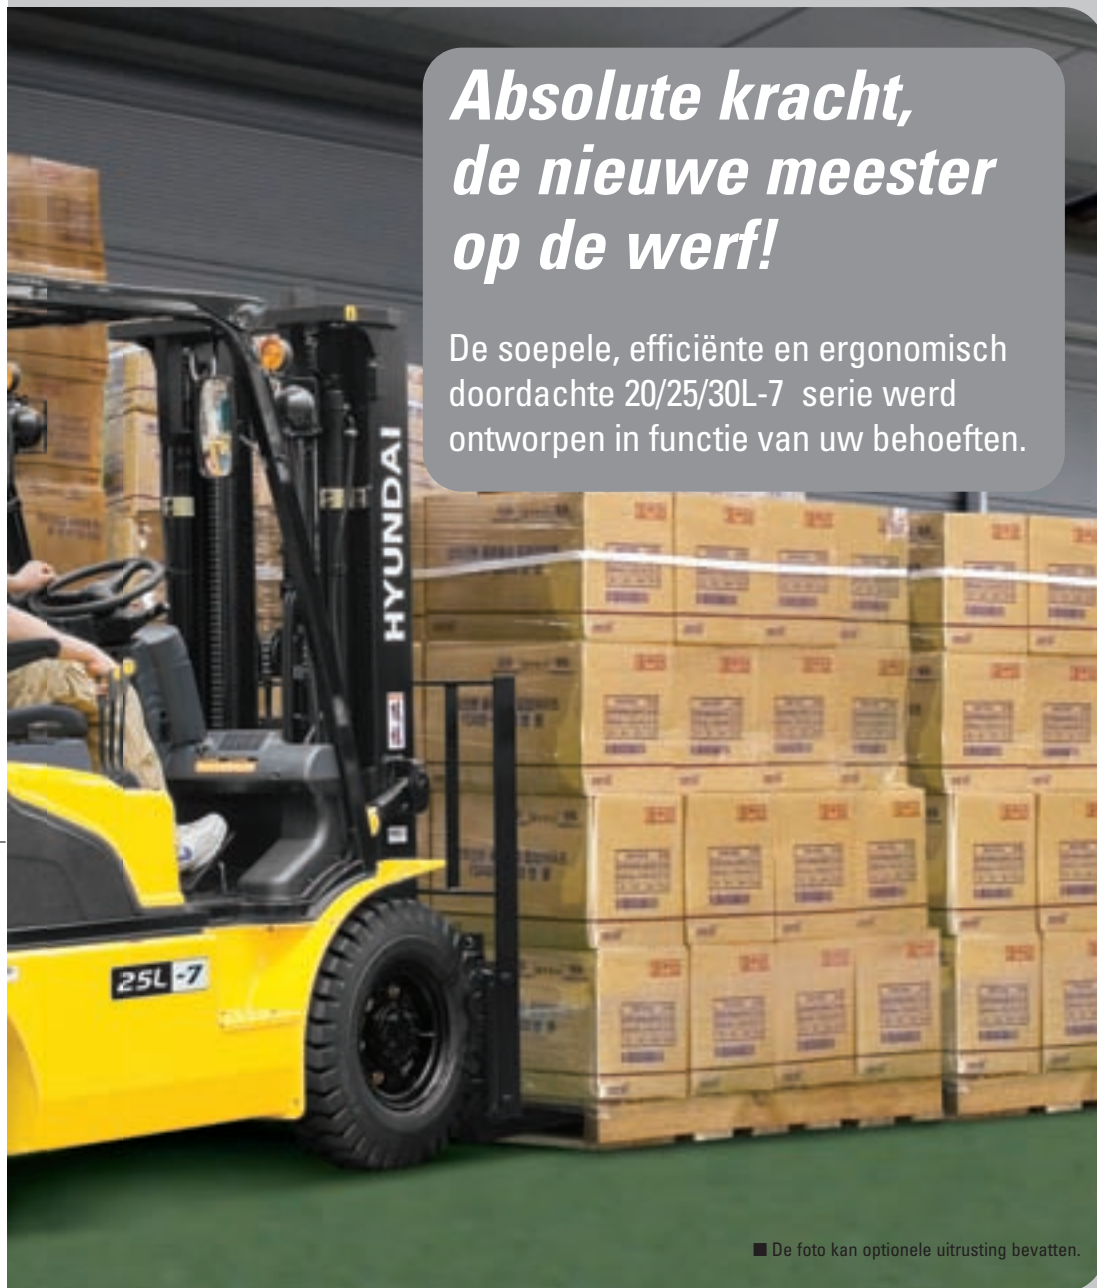 Absolute kracht,
de nieuwe meester
op de werf!
De soepele, efficiënte en ergonomisch
doordachte 20/25/30L-7 serie werd
ontworpen in functie van uw behoeften.
HYUNDAI
25L-7
■ De foto kan optionele uitrusting bevatten.